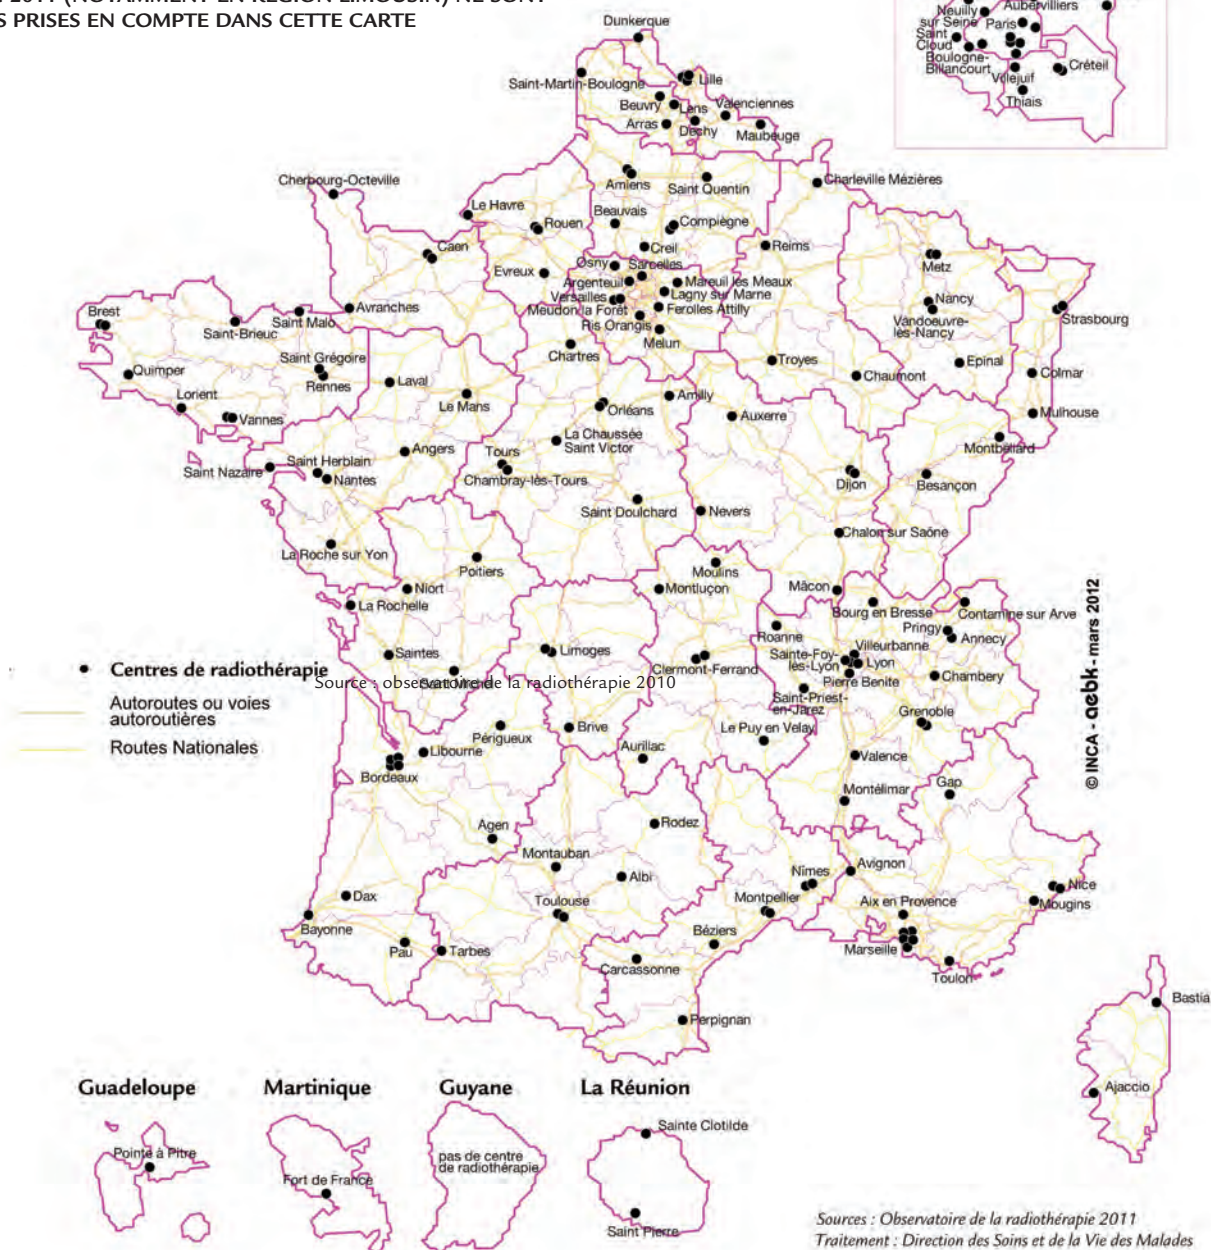 2011 (NOTAMMENT EN RÉGION LIMOUSIN) NE SONT
S PRISES EN COMPTE DANS CETTE CARTE
Neuilly
sur Seine
Aubervilliers
Paris
Saint
Cloud
Boulogne-
Billancourt
Villejuif
Créteil
Thiais
Dunkerque
Saint-Martin-Boulogne
Lille
Beuvry
Lens
Valenciennes
Arras
Dechy
Maubeuge
Cherbourg-Octeville
Amiens
Saint Quentin
Charleville Mézières
Le Havre
Rouen
Beauvais
Compiègne
Caen
Creil
Reims
Evreux
Osny
Sarcelles
Metz
Argenteuil
Mareuil lès Meaux
Versailles
Lagny sur Marne
Nancy
Meudon la Forêt
Ferolles Attilly
Vandoeuvre-
lès-Nancy
Strasbourg
Avranches
Brest
Saint-Brieuc
Saint Malo
Ris Orangis
Melun
Chartres
Troyes
Chaumont
Epinal
Colmar
Quimper
Saint Grégoire
Rennes
Laval
Le Mans
Orléans
Amilly
Auxerre
Mulhouse
Lorient
Vannes
La Chaussée
Saint Victor
Montbéliard
Angers
Tours
Chambray-lès-Tours
Dijon
Besançon
Saint Nazaire
Saint Herblain
Nantes
Saint Doulchard
Nevers
Chalon sur Saône
La Roche sur Yon
Poitiers
Moulins
Montluçon
Mâcon
Niort
La Rochelle
Bourg en Bresse
Contamine sur Arve
Pringy
Annecy
Roanne
Villeurbanne
Sainte-Foy-
lès-Lyon
Lyon
Pierre Benite
Saintes
Limoges
Clermont-Ferrand
Chambery
Saint-Priest-
en-Jarez
Centres de radiothérapie
Source : observatoire de la radiothérapie 2010
Autoroutes ou voies
autoroutières
Routes Nationales
Périgueux
Brive
Aurillac
Le Puy en Velay
Grenoble
Libourne
Bordeaux
Valence
Montélimar
Gap
Agen
Rodez
Montauban
Albi
Nîmes
Avignon
Nice
Mougins
Dax
Toulouse
Montpellier
Aix en Provence
Bayonne
Pau
Tarbes
Béziers
Marseille
Carcassonne
Toulon
Perpignan
Bastia
Ajaccio
© INCA - aebk - mars 2012
Guadeloupe
Martinique
Guyane
La Réunion
Pointe à Pitre
Fort de France
pas de centre
de radiothérapie
Sainte Clotilde
Saint Pierre
Sources : Observatoire de la radiothérapie 2011
Traitement : Direction des Soins et de la Vie des Malades